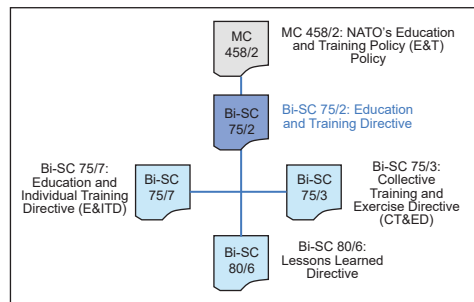 MC
458/2
MC 458/2: NATO’s Education
and Training Policy (E&T)
Policy
Bi-SC
75/2
Bi-SC 75/2: Education
and Training Directive
Bi-SC 75/7:
Education and
Individual Training
Directive (E&ITD)
Bi-SC
75/7
Bi-SC
75/3
Bi-SC 75/3:
Collective
Training and
Exercise Directive
(CT&ED)
Bi-SC
80/6
Bi-SC 80/6:
Lessons Learned
Directive